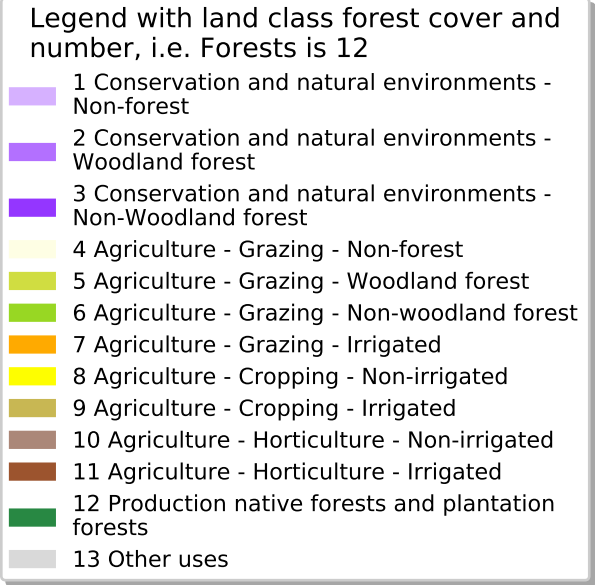 Legend with land class forest cover and
number, i.e. Forests is 12
1 Conservation and natural environments -
Non-forest
2 Conservation and natural environments -
Woodland forest
3 Conservation and natural environments -
Non-Woodland forest
4 Agriculture - Grazing - Non-forest
5 Agriculture - Grazing - Woodland forest
6 Agriculture - Grazing - Non-woodland forest
7 Agriculture - Grazing - Irrigated
8 Agriculture - Cropping - Non-irrigated
9 Agriculture - Cropping - Irrigated
10 Agriculture - Horticulture - Non-irrigated
11 Agriculture - Horticulture - Irrigated
12 Production native forests and plantation
forests
13 Other uses